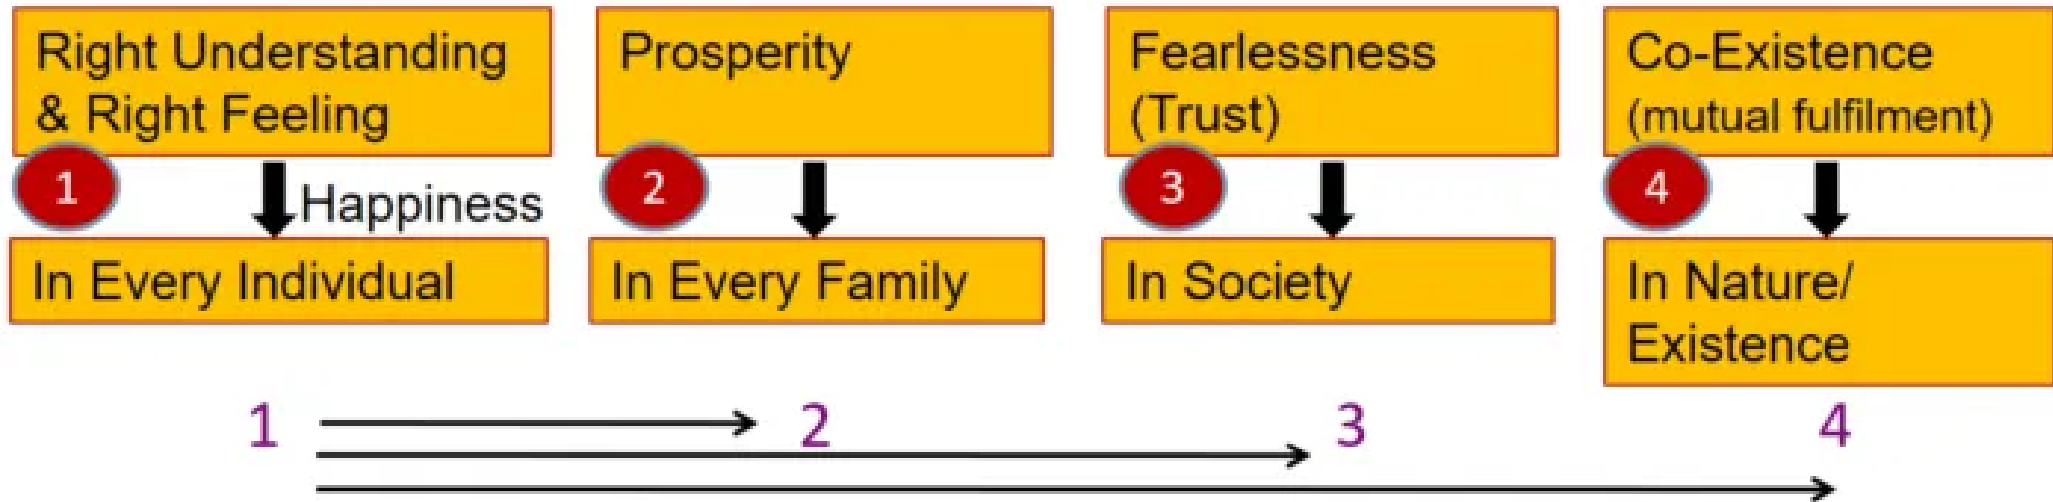 Right Understanding
& Right Feeling
Prosperity
Fearlessness
(Trust)
Co-Existence
(mutual fulfilment)
1
Happiness
2
3
4
In Every Individual
In Every Family
In Society
In Nature/
Existence
1
2
3
4